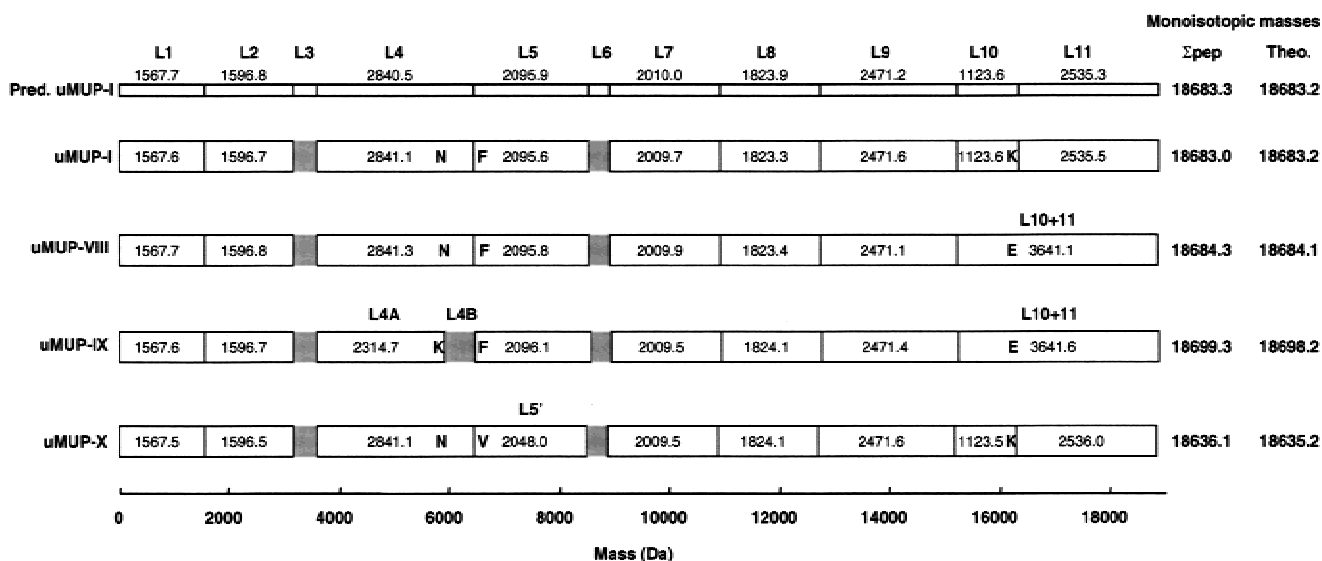 Monoisotopic masses
L1 L2 L3 L4 L5 L6 L7 L8 L9 L10 L11 Σpep Theo.
1567.7 1596.8 2840.5 2095.9 2010.0 1823.9 2471.2 1123.6 2535.3
Pred. uMUP-I 18683.3 18683.2
uMUP-I 1567.6 1596.7 2841.1 N F 2095.6 2009.7 1823.3 2471.6 1123.6 K 2535.5 18683.0 18683.2
L10+11
uMUP-VIII 1567.7 1596.8 2841.3 N F 2095.8 2009.9 1823.4 2471.1 E 3641.1 18684.3 18684.1
L4A L4B L10+11
uMUP-IX 1567.6 1596.7 2314.7 K F 2096.1 2009.5 1824.1 2471.4 E 3641.6 18699.3 18698.2
L5'
uMUP-X 1567.5 1596.5 2841.1 N V 2048.0 2009.5 1824.1 2471.6 1123.5 K 2536.0 18636.1 18635.2
0 2000 4000 6000 8000 10000 12000 14000 16000 18000
Mass (Da)